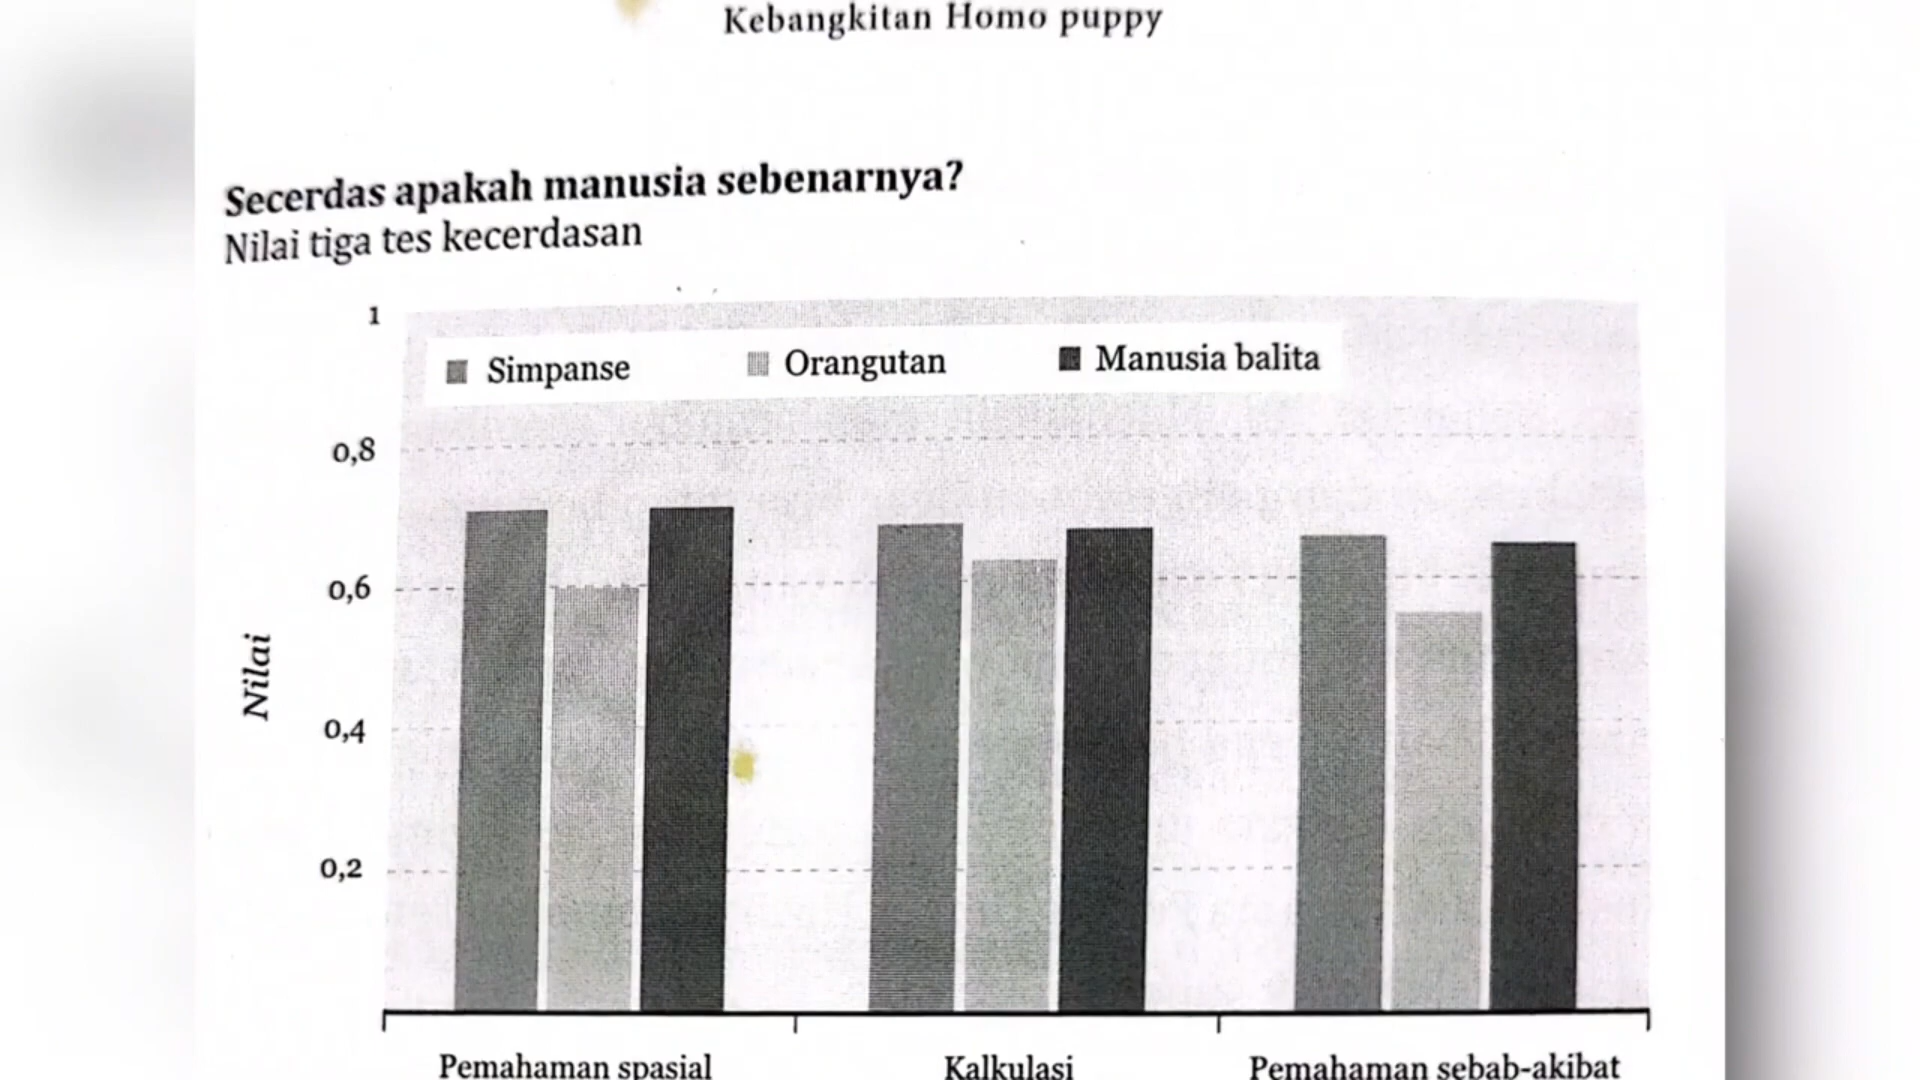 Kebangkitan Homo puppy
Secerdas apakah manusia sebenarnya?
Nilai tiga tes kecerdasan
1
Simpanse
Orangutan
Manusia balita
0,8
0,6
Nilai
0,4
0,2
Pemahaman spasial
Kalkulasi
Pemahaman sebab-akibat